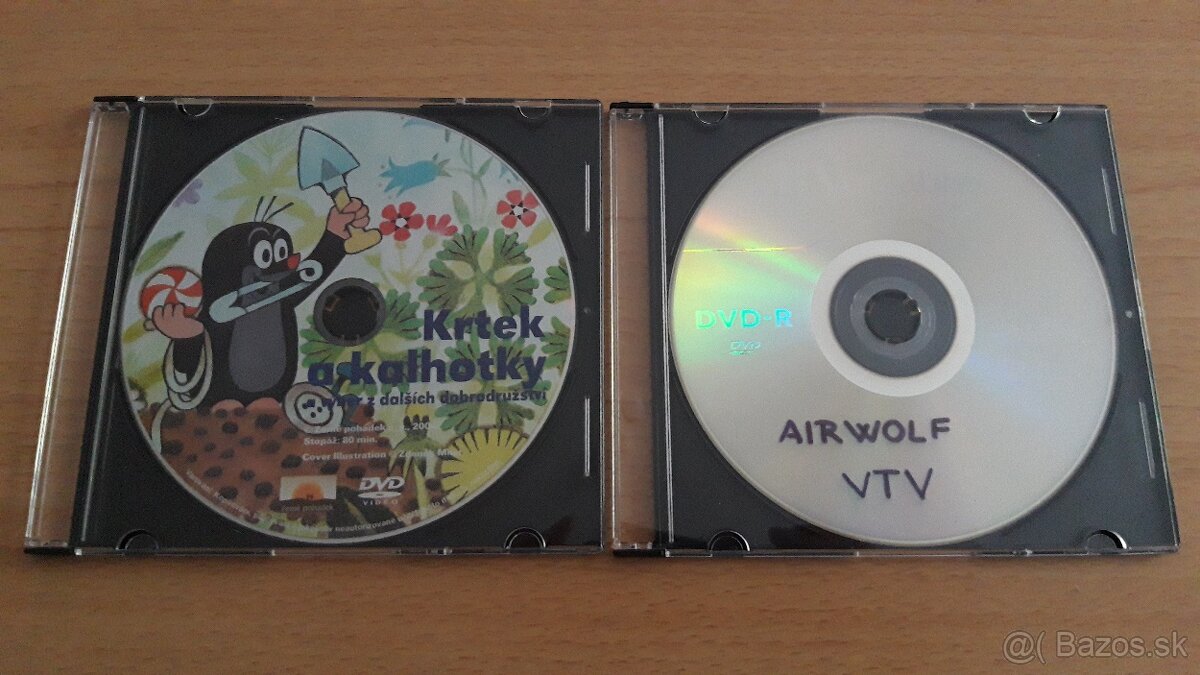 Krtek
a kalhotky
z dalších dobrodružství
Stopáž: 80 min.
Cover Illustration ©
DVD
VIDEO
DVD-R
DVD
AIRWOLF
VTV
@( Bazos.sk